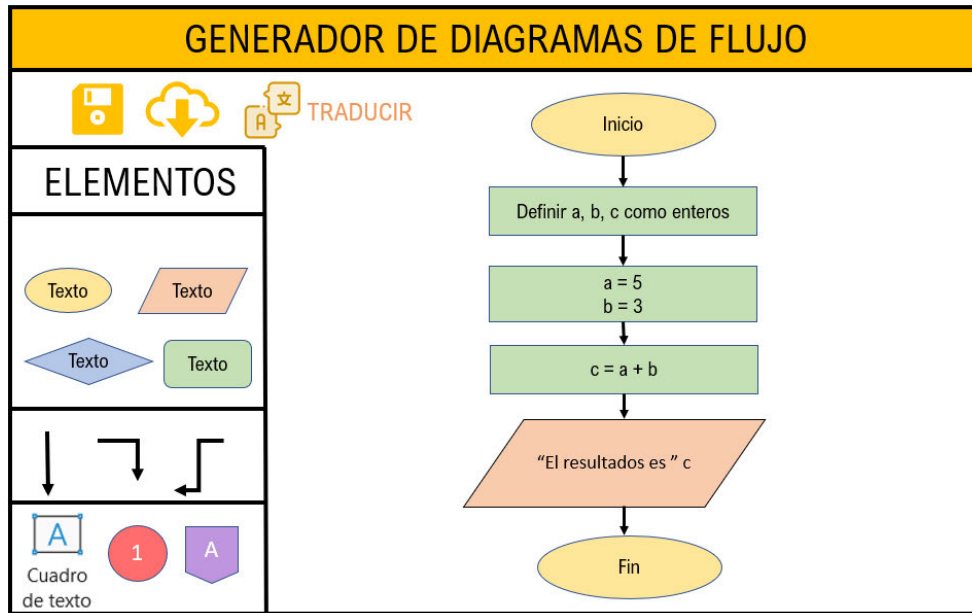 GENERADOR DE DIAGRAMAS DE FLUJO
文
A
TRADUCIR
ELEMENTOS
Texto
Texto
Texto
Texto
A
1
A
Cuadro
de texto
Inicio
Definir a, b, c como enteros
a = 5
b = 3
c = a + b
“El resultados es ” c
Fin